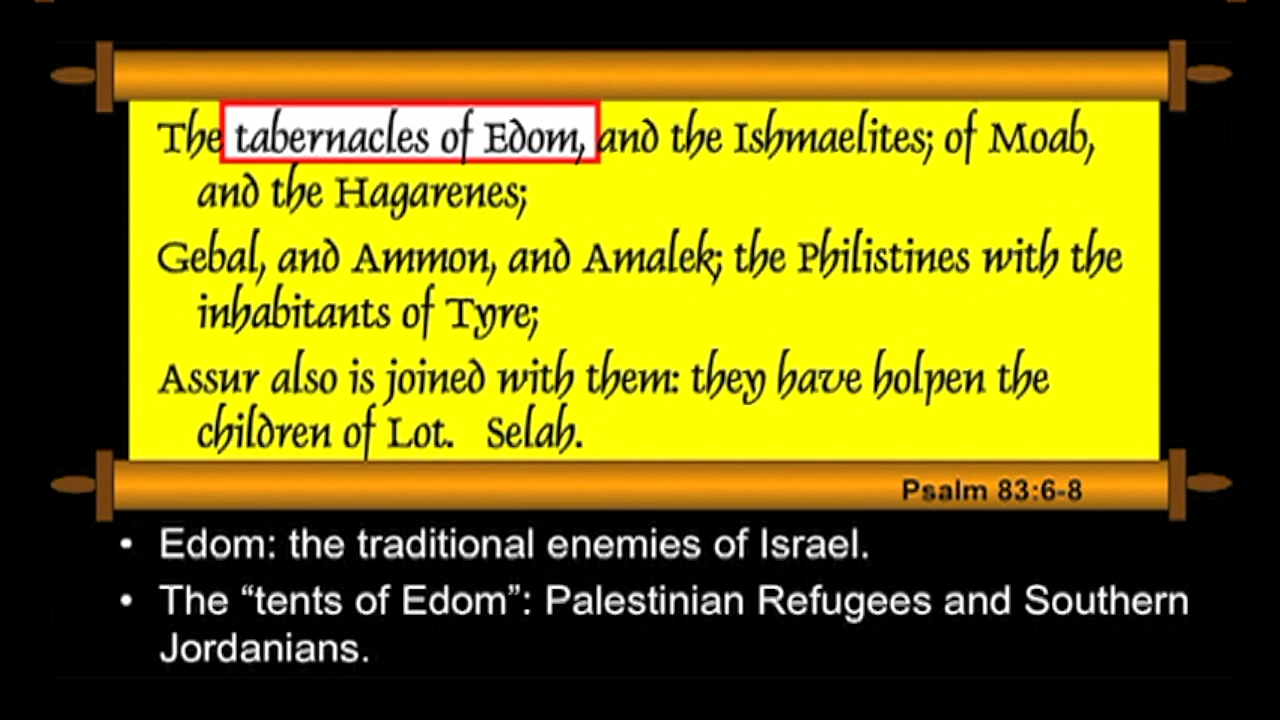 The tabernacles of Edom, and the Ishmaelites; of Moab,
and the Hagarenes;
Gebal, and Ammon, and Amalek; the Philistines with the
inhabitants of Tyre;
Assur also is joined with them: they have holpen the
children of Lot. Selah.
Psalm 83:6-8
• Edom: the traditional enemies of Israel.
• The “tents of Edom”: Palestinian Refugees and Southern
Jordanians.